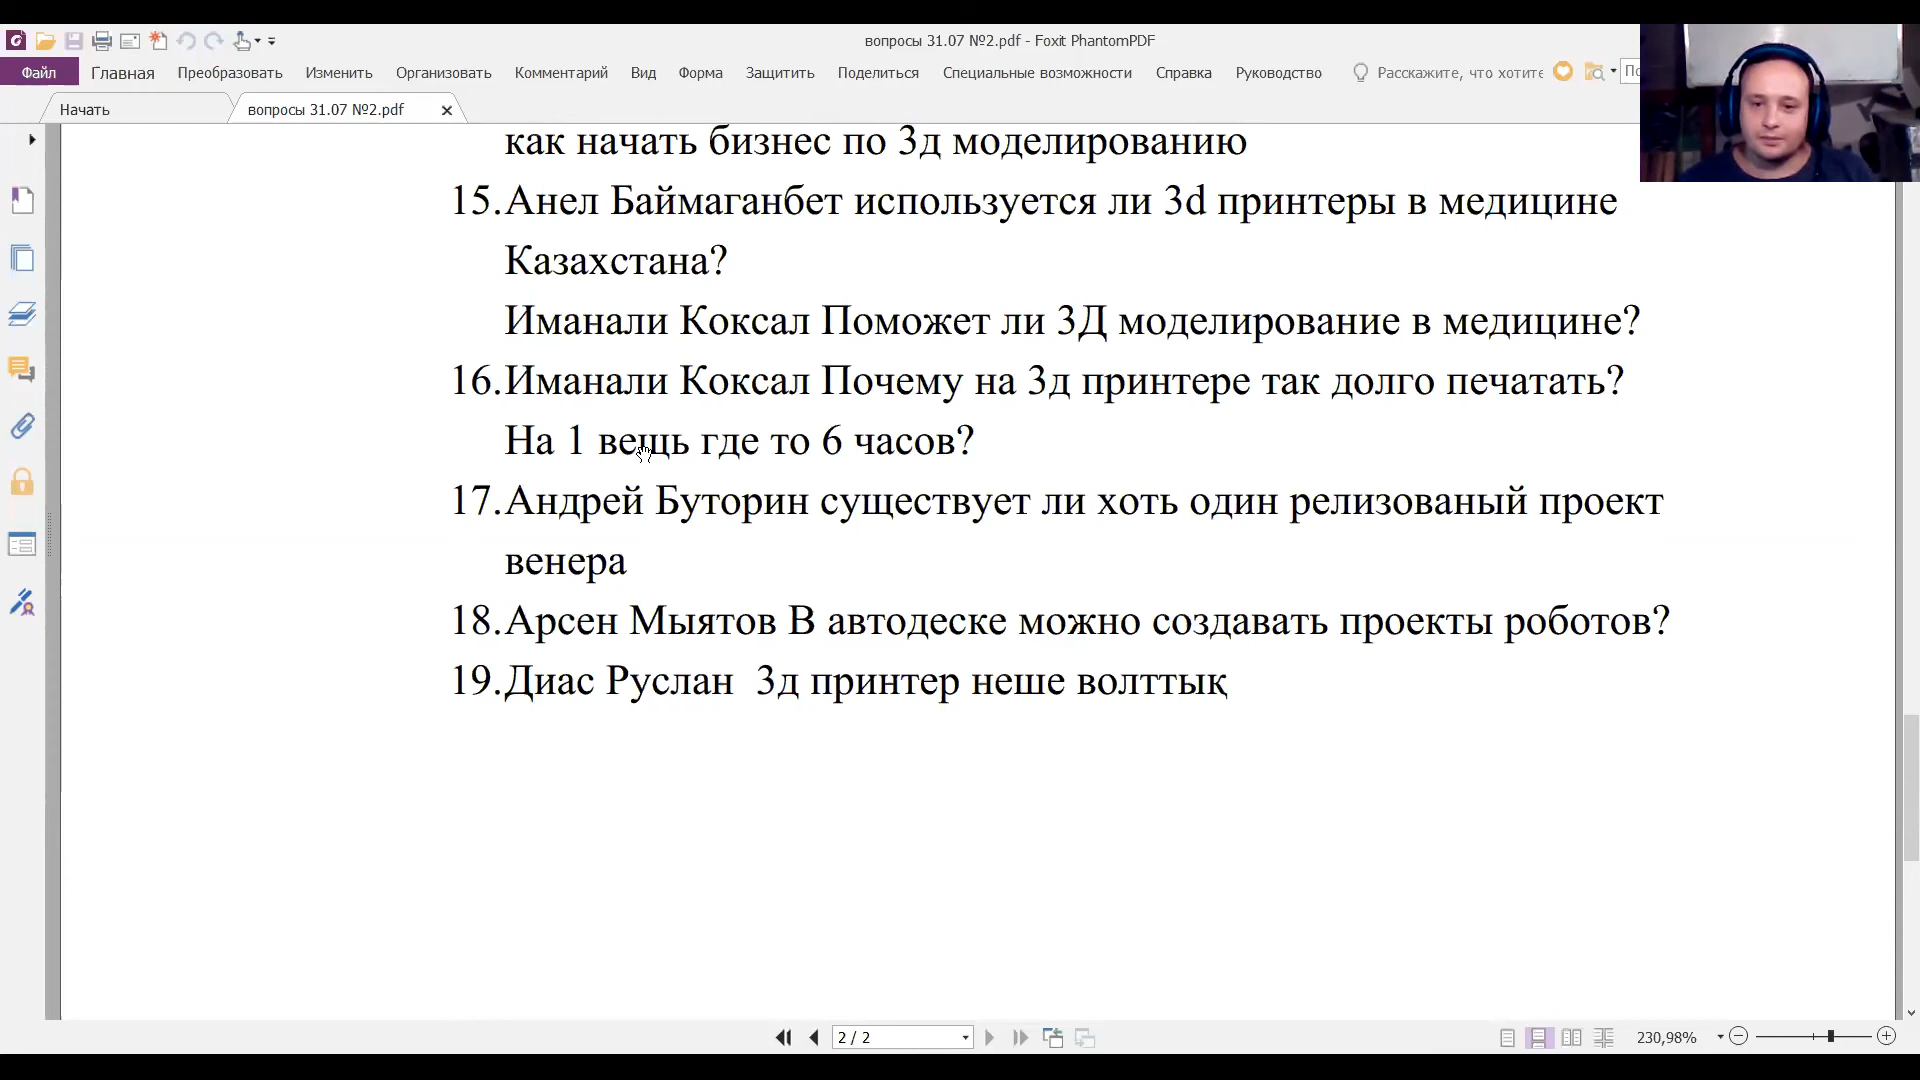 вопросы 31.07 №2.pdf - Foxit PhantomPDF
Файл Главная Преобразовать Изменить Организовать Комментарий Вид Форма Защитить Поделиться Специальные возможности Справка Руководство Расскажите, что хотите По
Начать вопросы 31.07 №2.pdf
как начать бизнес по 3д моделированию
15.Анел Баймаганбет используется ли 3d принтеры в медицине
Казахстана?
Иманали Коксал Поможет ли 3Д моделирование в медицине?
16.Иманали Коксал Почему на 3д принтере так долго печатать?
На 1 вещь где то 6 часов?
17.Андрей Буторин существует ли хоть один релизованый проект
венера
18.Арсен Мыятов В автодеске можно создавать проекты роботов?
19.Диас Руслан 3д принтер неше волттық
2 / 2
230,98%